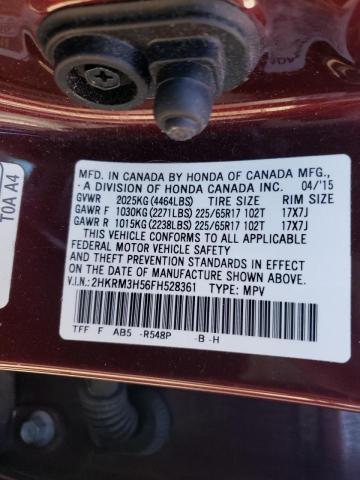 MFD. IN CANADA BY HONDA OF CANADA MFG.,
- A DIVISION OF HONDA CANADA INC. 04/'15
GVWR 2025KG (4464LBS) TIRE SIZE RIM SIZE
GAWR F 1030KG (2271LBS) 225/65R17 102T 17X7J
GAWR R 1015KG (2238LBS) 225/65R17 102T 17X7J
THIS VEHICLE CONFORMS TO ALL APPLICABLE
FEDERAL MOTOR VEHICLE SAFETY, BUMPER,
AND THEFT PREVENTION STANDARDS IN EFFECT
ON THE DATE OF MANUFACTURE SHOWN ABOVE.
V.I.N.: 2HKRM3H56FH528361 TYPE: MPV
TFF F AB5 -R548P -B -H
T0A A4